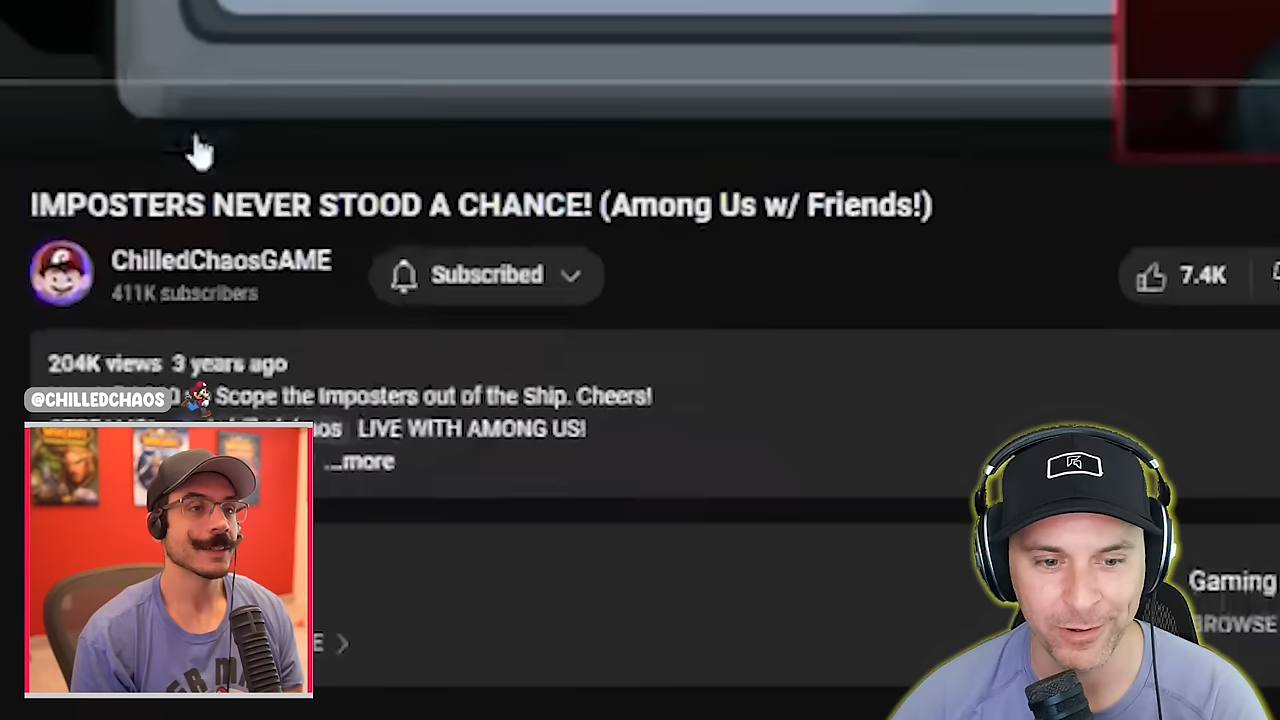 IMPOSTERS NEVER STOOD A CHANCE! (Among Us w/ Friends!)
ChilledChaosGAME
411K subscribers
Subscribed
7.4K
204K views 3 years ago
Scope the Imposters out of the Ship. Cheers!
@CHILLEDCHAOS
LIVE WITH AMONG US!
...more
Gaming
BROWSE